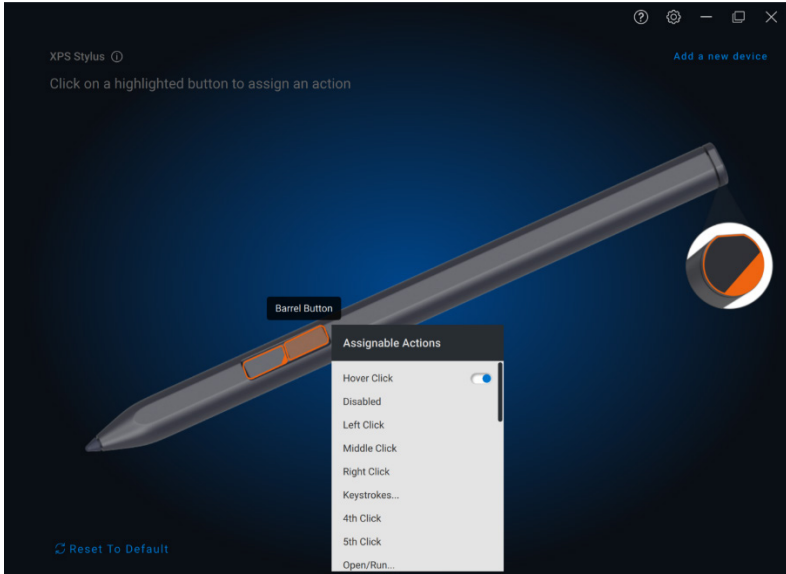 XPS Stylus
Add a new device
Click on a highlighted button to assign an action
Barrel Button
Assignable Actions
Hover Click
Disabled
Left Click
Middle Click
Right Click
Keystrokes...
4th Click
5th Click
Open/Run...
Reset To Default